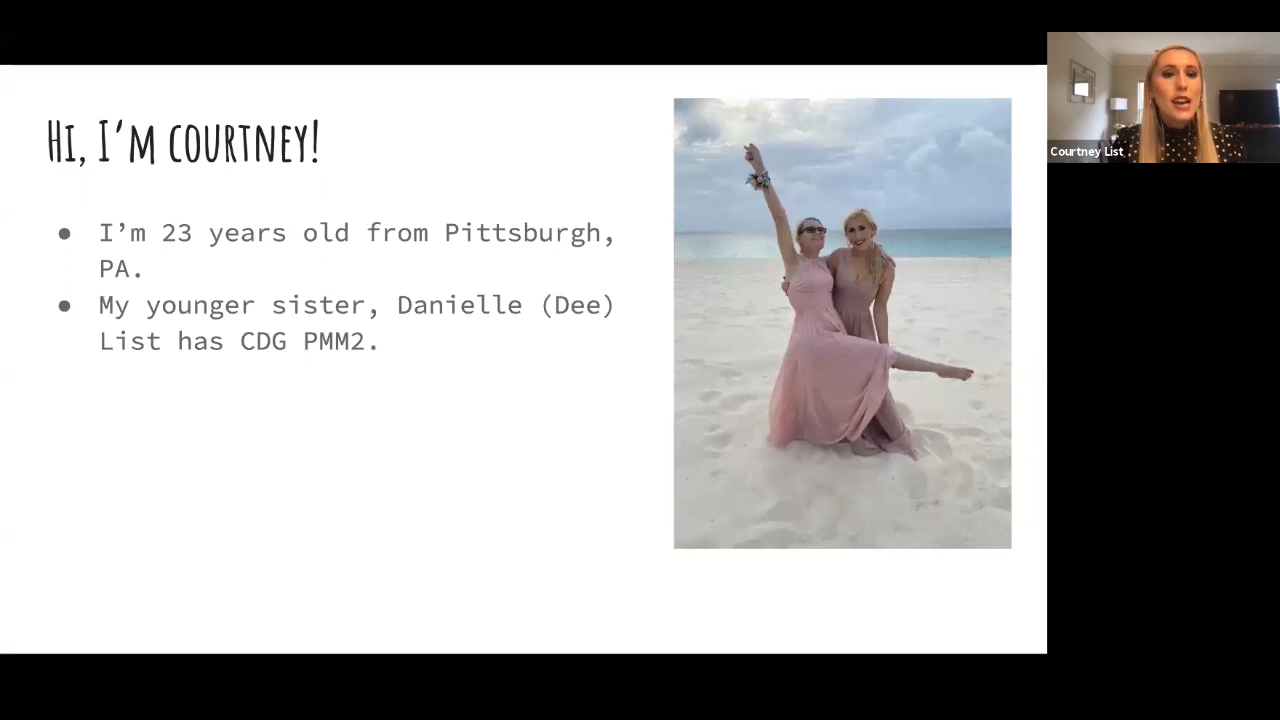 Hi, I'm courtney!
● I'm 23 years old from Pittsburgh,
PA.
● My younger sister, Danielle (Dee)
List has CDG PMM2.
Courtney List